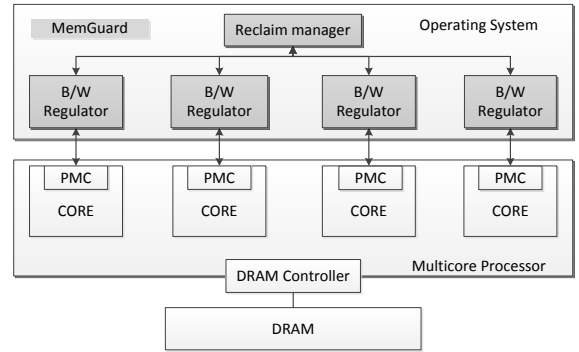 MemGuard
Reclaim manager
Operating System
B/W
Regulator
B/W
Regulator
B/W
Regulator
B/W
Regulator
PMC
CORE
PMC
CORE
PMC
CORE
PMC
CORE
DRAM Controller
Multicore Processor
DRAM